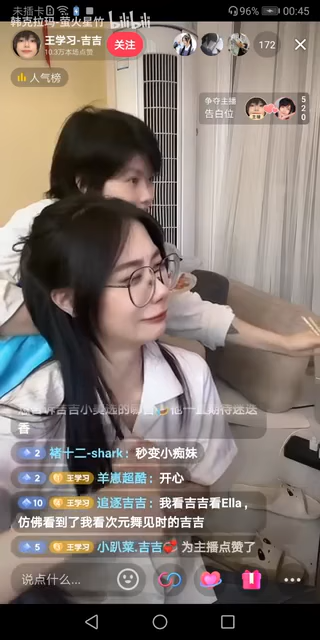 未插卡
96%
00:45
韩克拉玛-萤火星竹
bilibili
王学习-吉吉
10.3万本场点赞
关注
172
人气榜
争夺主播
告白位
520
香
2 褚十二-shark：秒变小痴妹
2 王学习 羊崽超酷：开心
10 追逐吉吉：我看吉吉看Ella，
仿佛看到了我看次元舞见时的吉吉
5 王学习 小趴菜.吉吉 为主播点赞了
说点什么...